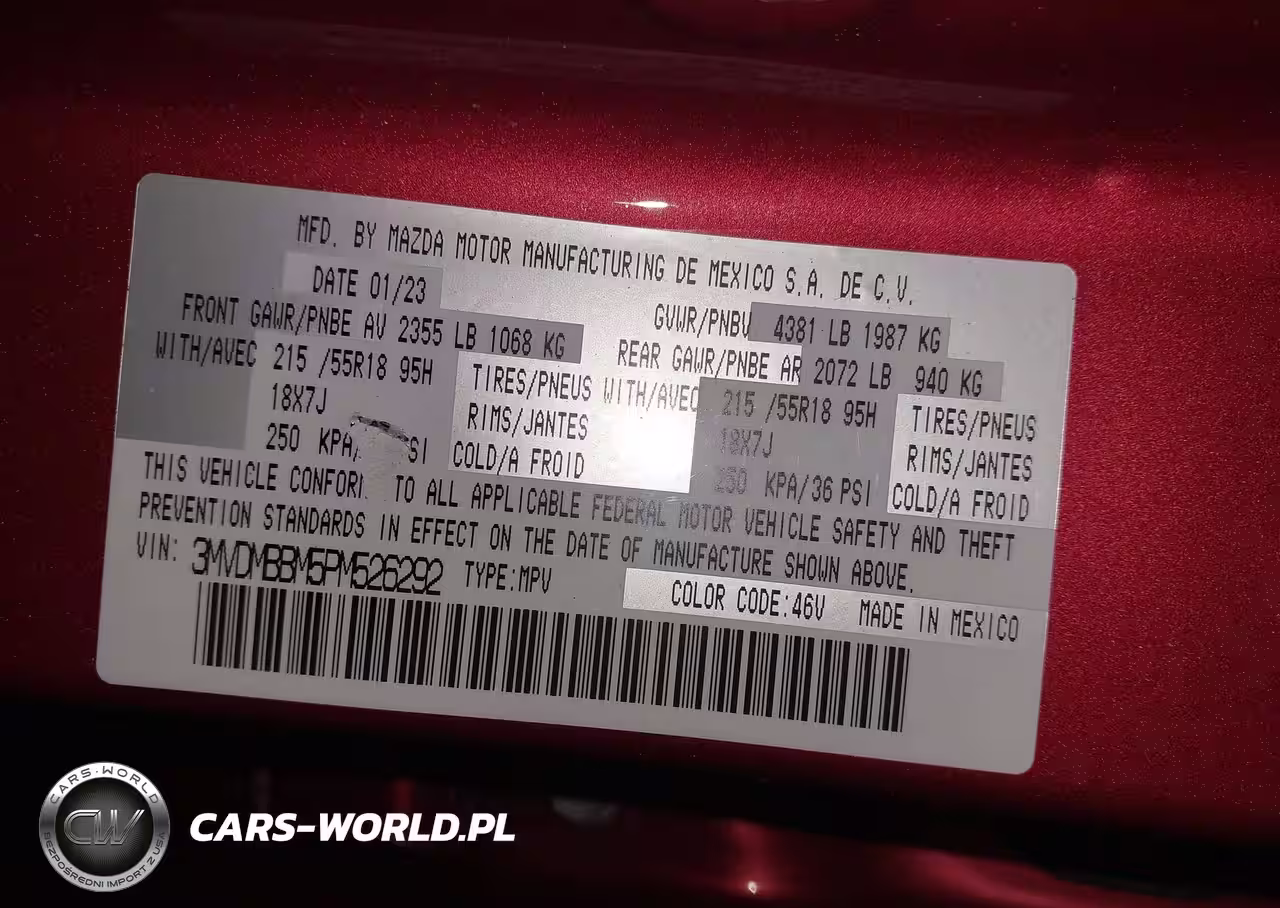 MFD. BY MAZDA MOTOR MANUFACTURING DE MEXICO S.A. DE C.V.
DATE 01/23
GVWR/PNBV 4381 LB 1987 KG
FRONT GAWR/PNBE AV 2355 LB 1068 KG
REAR GAWR/PNBE AR 2072 LB 940 KG
WITH/AVEC 215 /55R18 95H TIRES/PNEUS
WITH/AVEC 215 /55R18 95H TIRES/PNEUS
18X7J RIMS/JANTES
18X7J RIMS/JANTES
250 KPA/ SI COLD/A FROID
250 KPA/36 PSI COLD/A FROID
THIS VEHICLE CONFOR TO ALL APPLICABLE FEDERAL MOTOR VEHICLE SAFETY AND THEFT
PREVENTION STANDARDS IN EFFECT ON THE DATE OF MANUFACTURE SHOWN ABOVE.
VIN: 3MVDMBBM5PM526292 TYPE:MPV
COLOR CODE:46V MADE IN MEXICO
CARS-WORLD
CW
BEZPOŚREDNI IMPORT Z USA
CARS-WORLD.PL